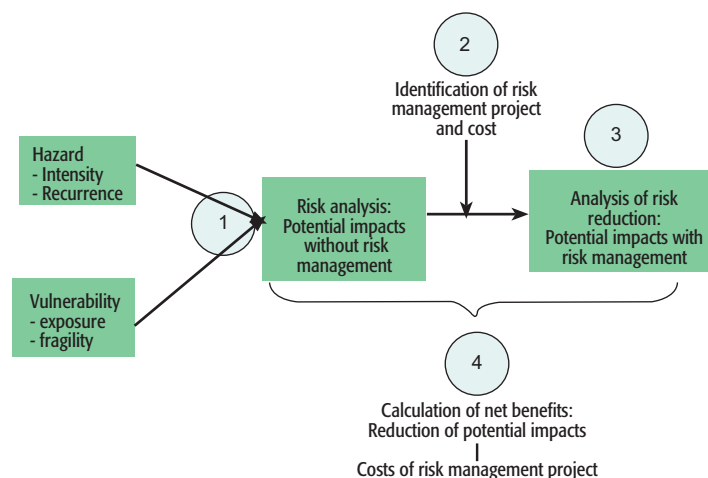 2
Identification of risk
management project
and cost
3
Hazard
- Intensity
- Recurrence
1
Risk analysis:
Potential impacts
without risk
management
Analysis of risk
reduction:
Potential impacts with
risk management
Vulnerability
- exposure
- fragility
4
Calculation of net benefits:
Reduction of potential impacts
Costs of risk management project